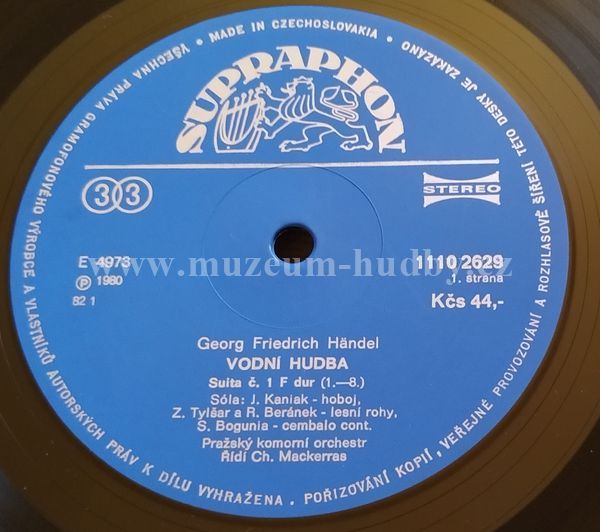 VŠECHNA PRÁVA GRAMOFONOVÉHO VÝROBCE A VLASTNÍKŮ AUTORSKÝCH PRÁV K DÍLU VYHRAŽENA. POŘIZOVÁNÍ KOPIÍ, VEŘEJNÉ PROVOZOVÁNÍ A ROZHLASOVÉ ŠÍŘENÍ TÉTO DESKY JE ZAKÁZÁNO • MADE IN CZECHOSLOVAKIA •
SUPRAPHON
33
STEREO
E 4973
℗ 1980
82 1
1110 2629
1. strana
Kčs 44,-
www.muzeum-hudby.cz
Georg Friedrich Händel
VODNÍ HUDBA
Suita č. 1 F dur (1.—8.)
Sóla: J. Kaniak - hoboj,
Z. Tylšar a R. Beránek - lesní rohy,
S. Bogunia - cembalo cont.
Pražský komorní orchestr
Řídí Ch. Mackerras